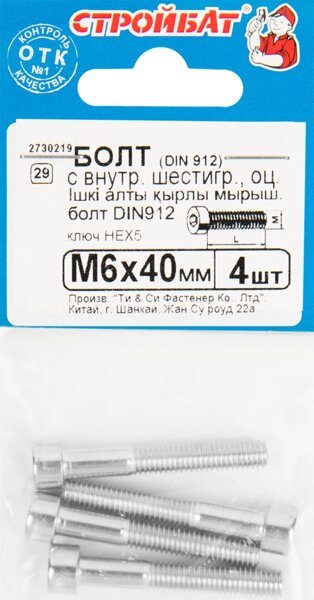 СТРОЙБАТ
КОНТРОЛЬ
ОТК
№1
КАЧЕСТВА
2730219
29
БОЛТ (DIN 912)
с внутр. шестигр., оц.
Ішкі алты қырлы мырыш.
болт DIN912
M
L
ключ HEX5
М6х40мм
4шт
Произв.:"Ти & Си Фастенер Ко., Лтд".
Китай, г. Шанхай, Жан Су роуд 22а